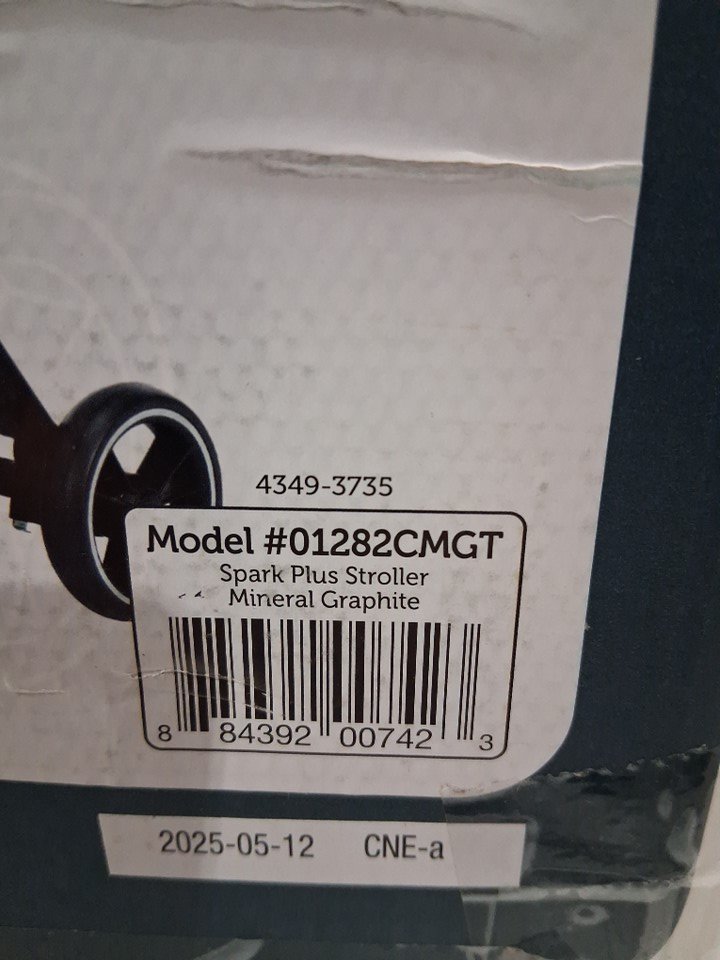 4349-3735
Model #01282CMGT
Spark Plus Stroller
Mineral Graphite
8 84392 00742 3
2025-05-12 CNE-a